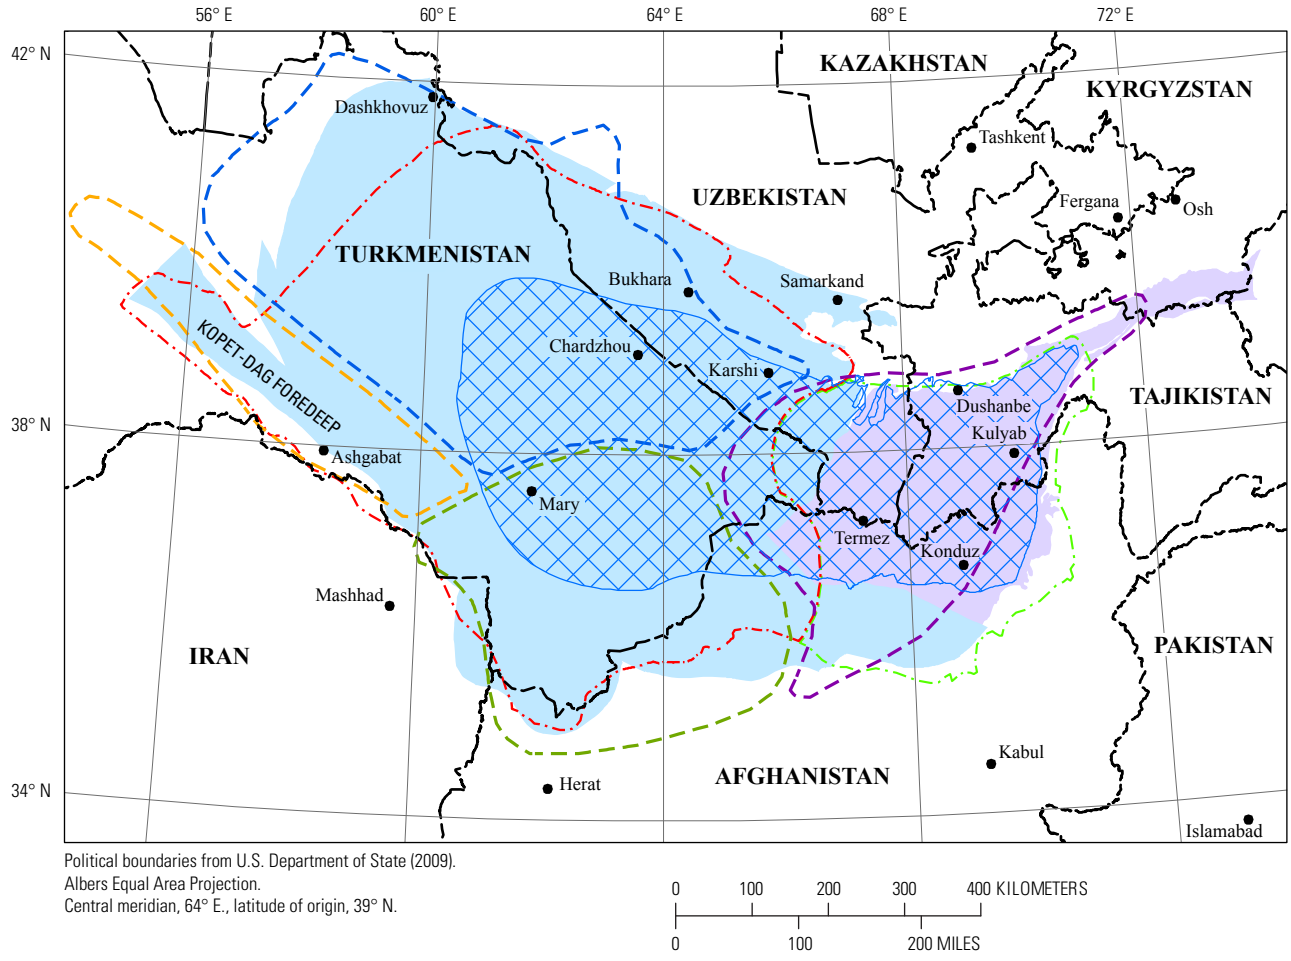 56° E
60° E
64° E
68° E
72° E
42° N
KAZAKHSTAN
KYRGYZSTAN
Dashkhovuz
Tashkent
UZBEKISTAN
Fergana
Osh
TURKMENISTAN
Bukhara
Samarkand
KOPET-DAG FOREDEEP
Chardzhou
Karshi
TAJIKISTAN
Dushanbe
38° N
Kulyab
Ashgabat
Mary
Termez
Konduz
Mashhad
IRAN
PAKISTAN
Kabul
AFGHANISTAN
Herat
34° N
Islamabad
Political boundaries from U.S. Department of State (2009).
Albers Equal Area Projection.
Central meridian, 64° E., latitude of origin, 39° N.
0 100 200 300 400 KILOMETERS
0 100 200 MILES